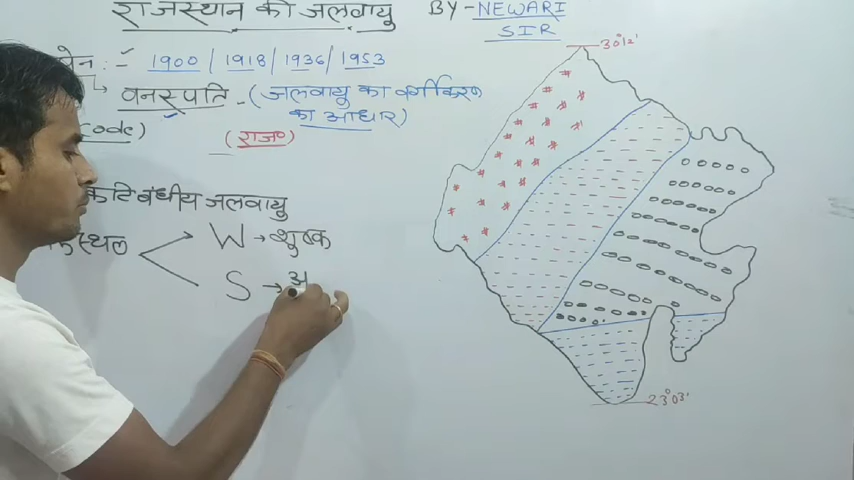 राजस्थान की जलवायु
BY-NEWARI
SIR
पेन :- 1900 / 1918 / 1936 / 1953
वनस्पति - (जलवायु का वर्गीकरण
का आधार)
Code)
(राज०)
कटिबंधीय जलवायु
स्थल
W → शुष्क
S → अ
30°12'
23°03'